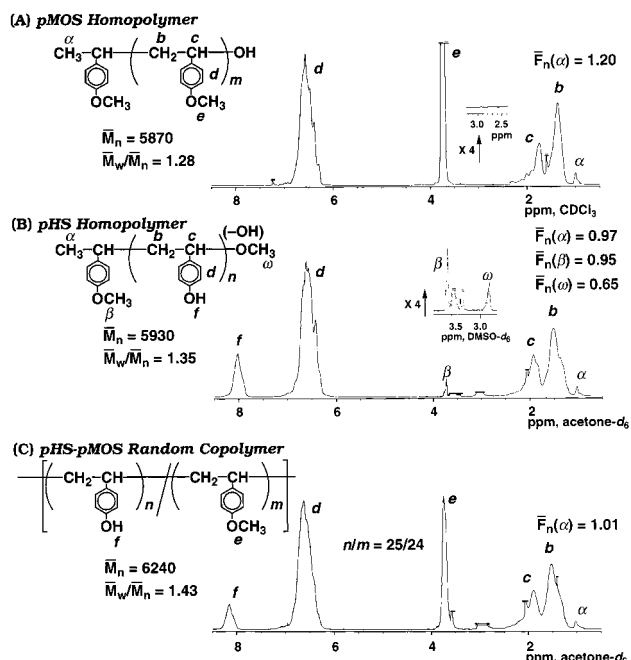 (A) pMOS Homopolymer
α b c
CH3-CH CH2-CH OH
d m
OCH3 OCH3
e
M̄n = 5870
M̄w/M̄n = 1.28
d e F̄n(α) = 1.20
b
3.0 2.5
ppm
X 4
c α
8 6 4 2
ppm, CDCl3
(B) pHS Homopolymer
(–OH)
α b c
CH3-CH CH2-CH OCH3
d n ω
OCH3 OH
β f
M̄n = 5930
M̄w/M̄n = 1.35
F̄n(α) = 0.97
F̄n(β) = 0.95
F̄n(ω) = 0.65
d β ω
X 4
3.5 3.0
ppm, DMSO-d6
f β c b α
8 6 4 2
ppm, acetone-d6
(C) pHS-pMOS Random Copolymer
CH2-CH CH2-CH
n m
OH OCH3
f e
M̄n = 6240
M̄w/M̄n = 1.43
n/m = 25/24
F̄n(α) = 1.01
f d e c b α
8 6 4 2
ppm, acetone-d6